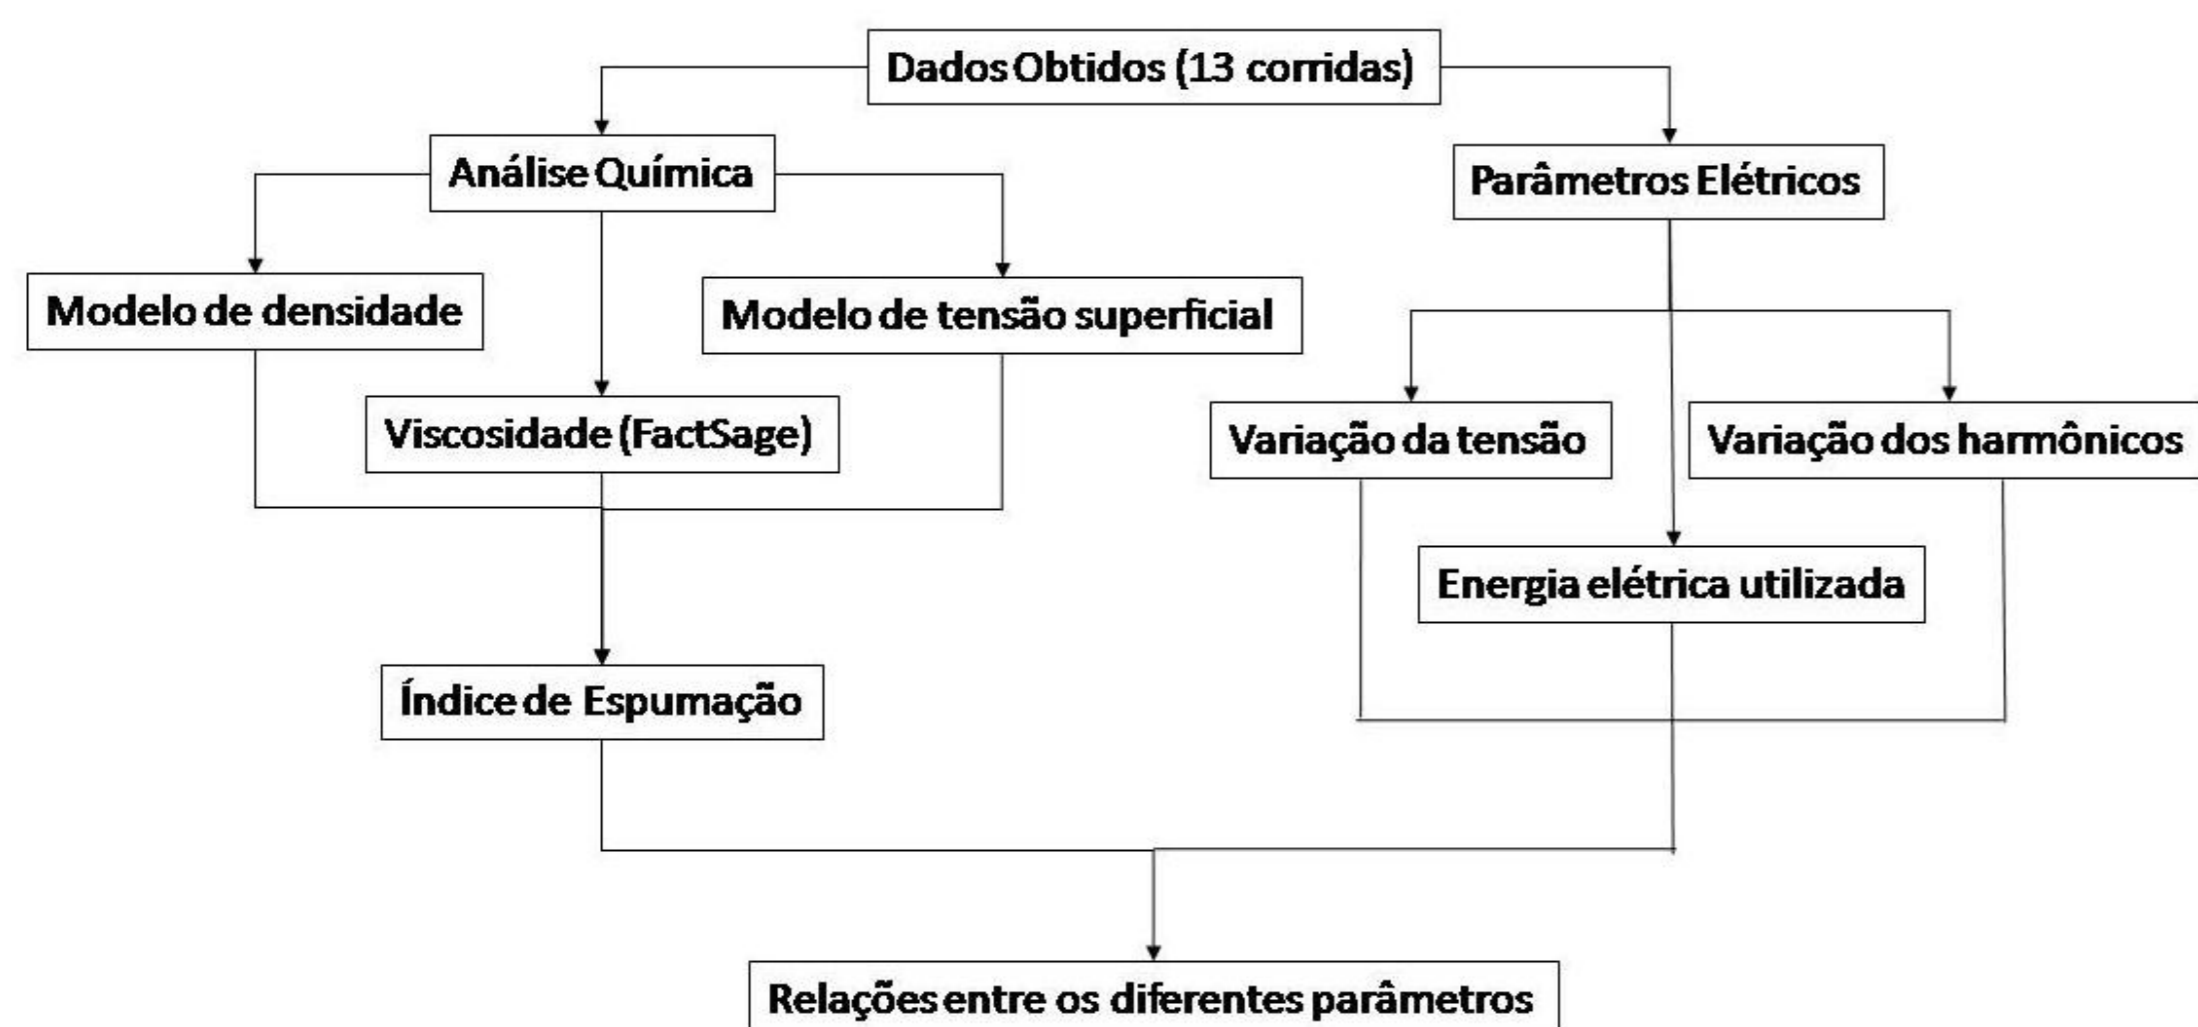 Dados Obtidos (13 corridas)
Análise Química
Parâmetros Elétricos
Modelo de densidade
Modelo de tensão superficial
Viscosidade (FactSage)
Variação da tensão
Variação dos harmônicos
Energia elétrica utilizada
Índice de Espumação
Relações entre os diferentes parâmetros